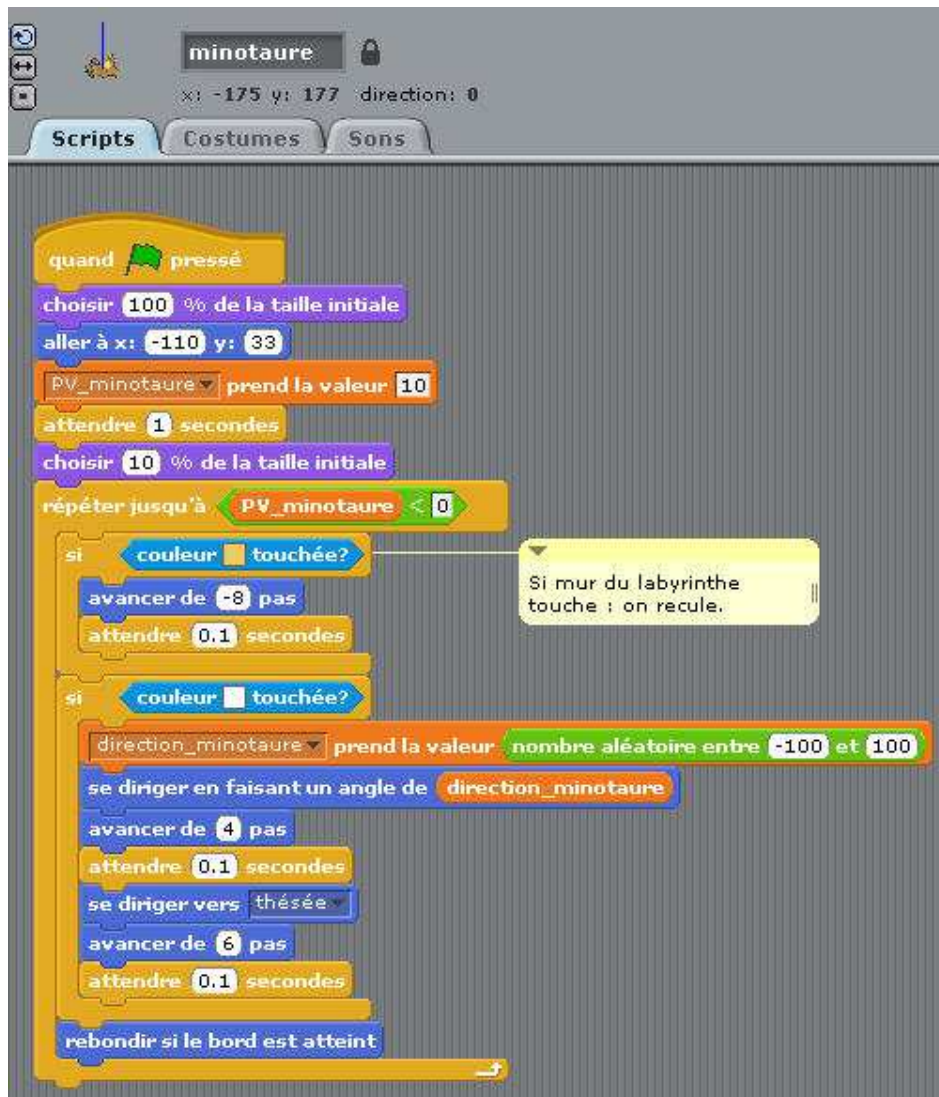 minotaure
x: -175 y: 177 direction: 0
Scripts Costumes Sons
quand pressé
choisir 100 % de la taille initiale
aller à x: -110 y: 33
PV_minotaure prend la valeur 10
attendre 1 secondes
choisir 10 % de la taille initiale
répéter jusqu'à PV_minotaure < 0
si couleur touchée?
Si mur du labyrinthe
touche : on recule.
avancer de -8 pas
attendre 0.1 secondes
si couleur touchée?
direction_minotaure prend la valeur nombre aléatoire entre -100 et 100
se diriger en faisant un angle de direction_minotaure
avancer de 4 pas
attendre 0.1 secondes
se diriger vers thésée
avancer de 6 pas
attendre 0.1 secondes
rebondir si le bord est atteint